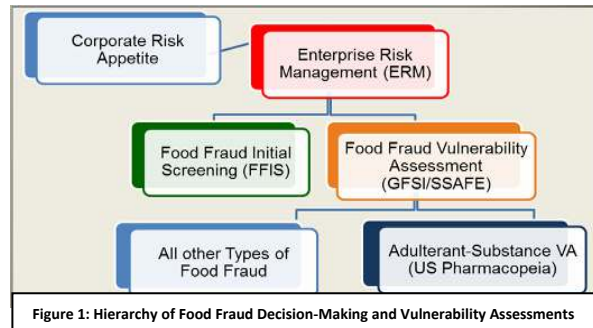 Corporate Risk
Appetite
Enterprise Risk
Management (ERM)
Food Fraud Initial
Screening (FFIS)
Food Fraud Vulnerability
Assessment
(GFSI/SSAFE)
All other Types of
Food Fraud
Adulterant-Substance VA
(US Pharmacopeia)
Figure 1: Hierarchy of Food Fraud Decision-Making and Vulnerability Assessments